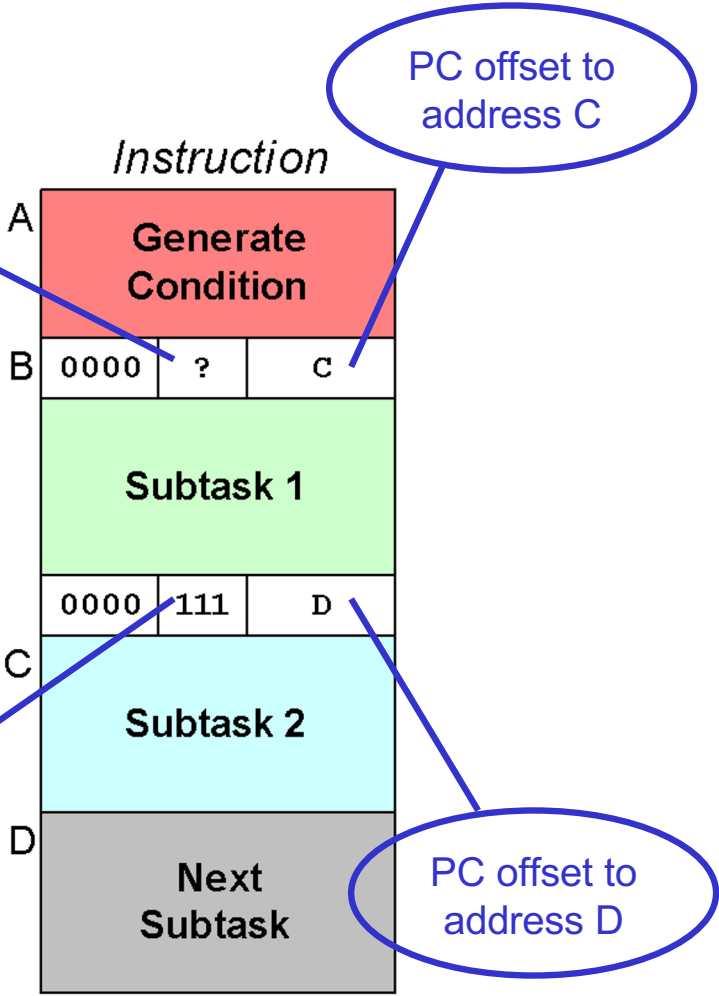 PC offset to
address C
Instruction
A
Generate
Condition
B
0000 ? C
Subtask 1
0000 111 D
C
Subtask 2
D
Next
Subtask
PC offset to
address D